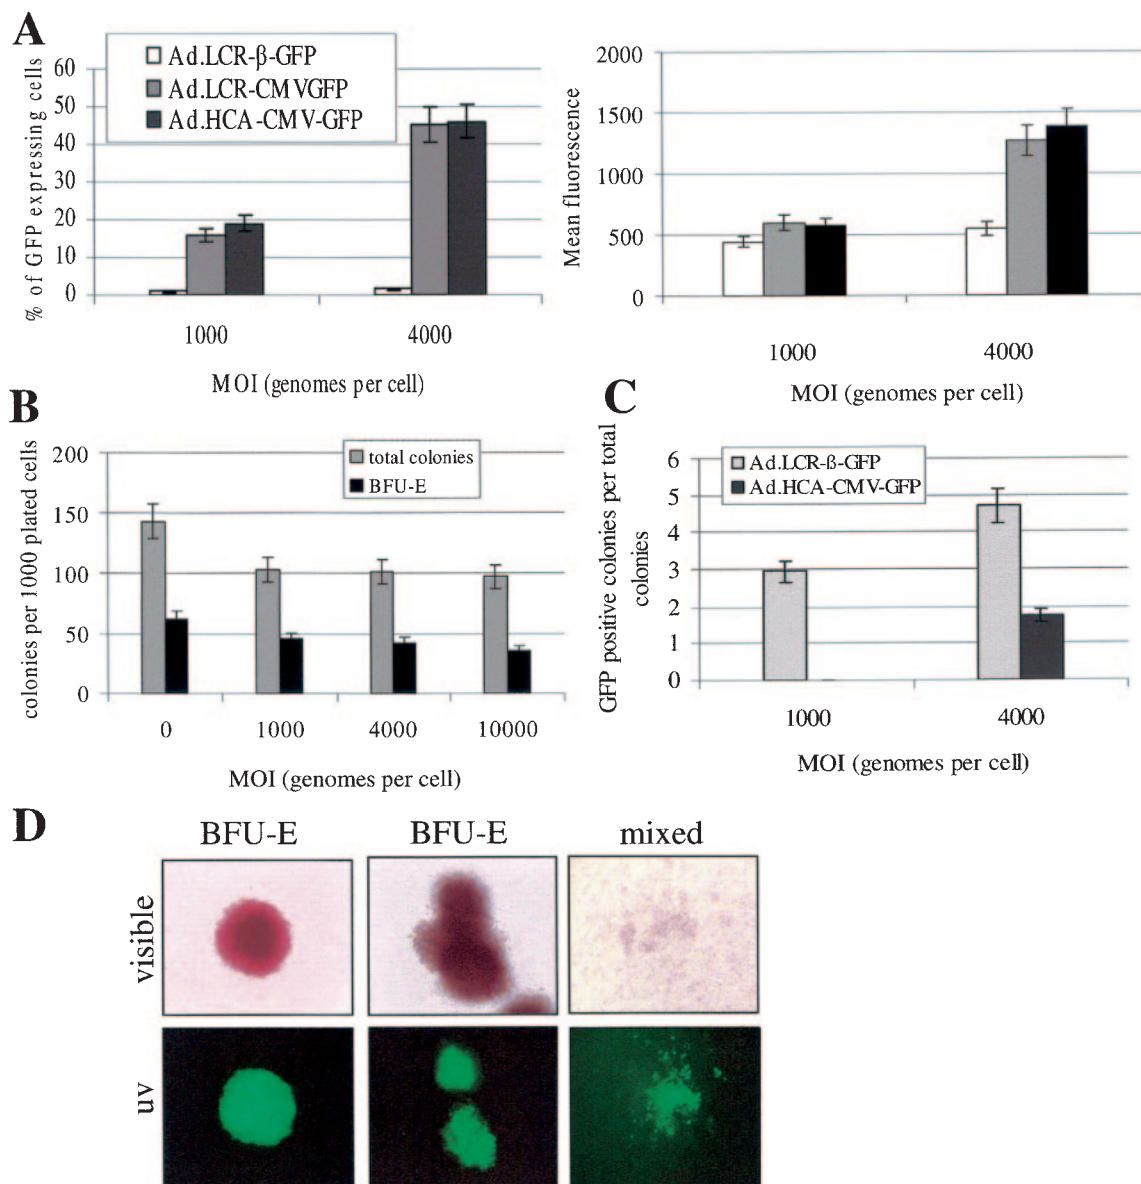 A
% of GFP expressing cells
60
50
40
30
20
10
0
Ad.LCR-ß-GFP
Ad.LCR-CMVGFP
Ad.HCA-CMV-GFP
1000
4000
MOI (genomes per cell)
Mean fluorescence
2000
1500
1000
500
0
1000
4000
MOI (genomes per cell)
B
colonies per 1000 plated cells
200
150
100
50
0
total colonies
BFU-E
0
1000
4000
10000
MOI (genomes per cell)
C
GFP positive colonies per total
colonies
6
5
4
3
2
1
0
Ad.LCR-ß-GFP
Ad.HCA-CMV-GFP
1000
4000
MOI (genomes per cell)
D
BFU-E
BFU-E
mixed
visible
uv